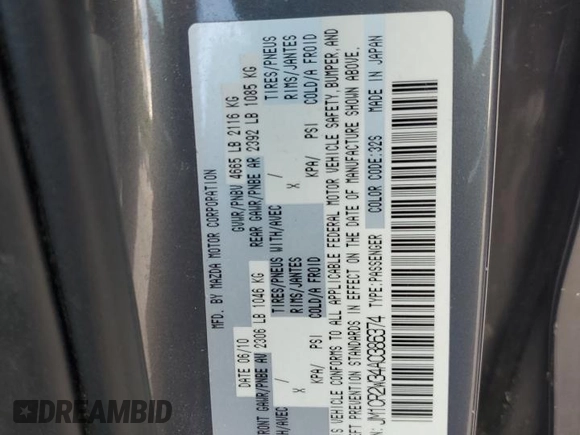 MFD. BY MAZDA MOTOR CORPORATION
DATE 06/10 GVWR/PNBV 4665 LB 2116 KG
FRONT GAWR/PNBE AV 2306 LB 1046 KG REAR GAWR/PNBE AR 2392 LB 1085 KG
WITH/AVEC TIRES/PNEUS WITH/AVEC TIRES/PNEUS
X RIMS/JANTES X RIMS/JANTES
KPA/ PSI COLD/A FROID KPA/ PSI COLD/A FROID
IS VEHICLE CONFORMS TO ALL APPLICABLE FEDERAL MOTOR VEHICLE SAFETY, BUMPER, AND
EFT PREVENTION STANDARDS IN EFFECT ON THE DATE OF MANUFACTURE SHOWN ABOVE.
JM1CR2W34A0386374 TYPE:PASSENGER COLOR CODE:32S MADE IN JAPAN
DREAMBID